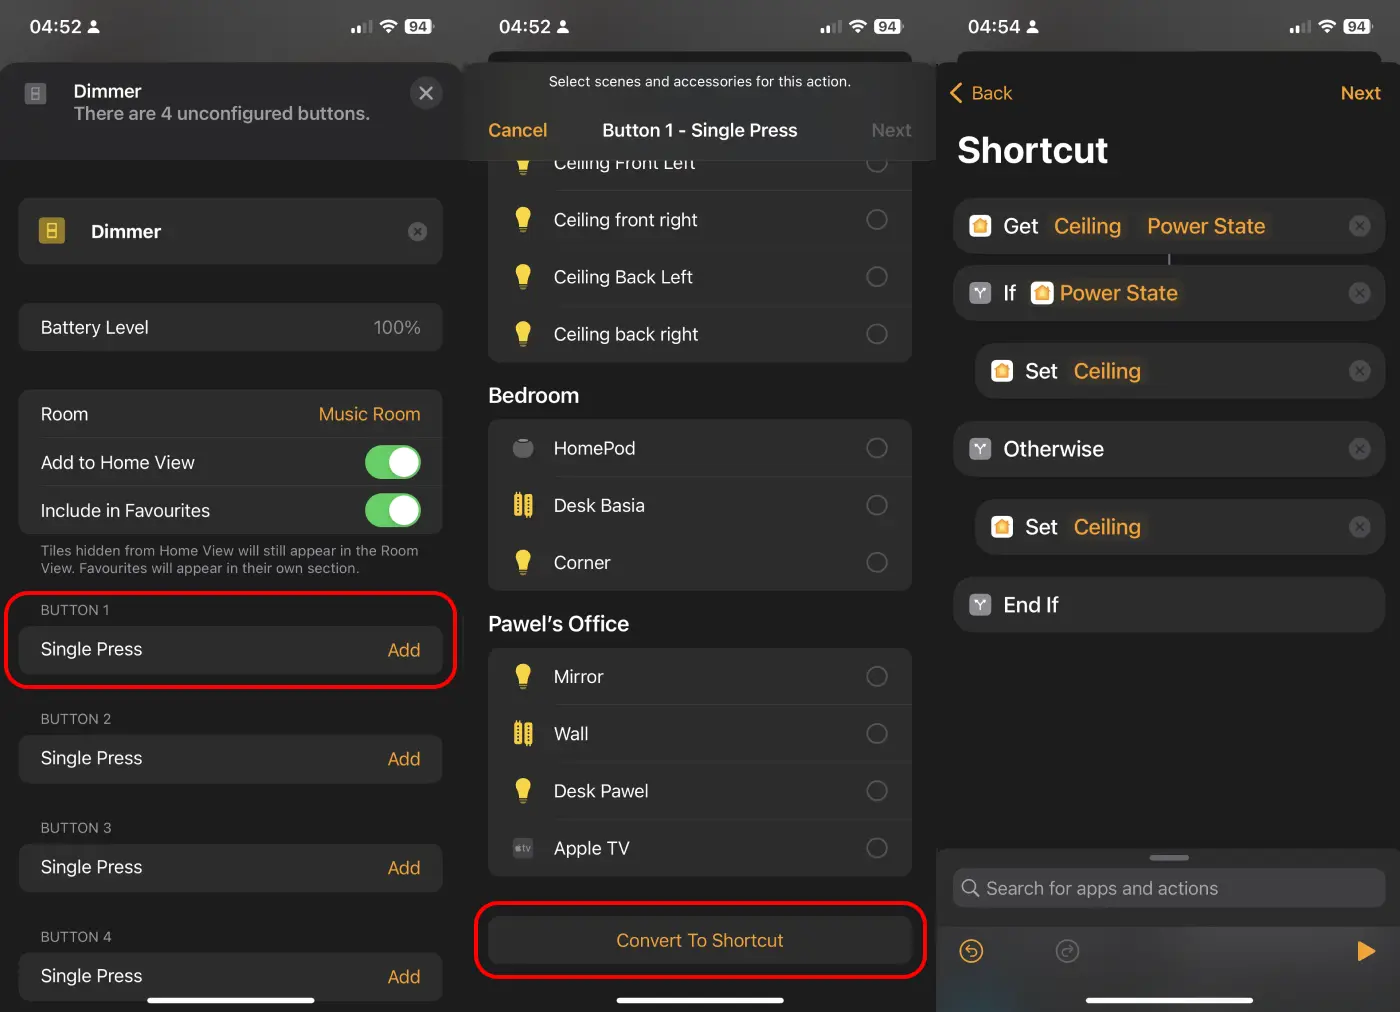 04:52
94
Dimmer
There are 4 unconfigured buttons.
Dimmer
Battery Level 100%
Room Music Room
Add to Home View
Include in Favourites
Tiles hidden from Home View will still appear in the Room
View. Favourites will appear in their own section.
BUTTON 1
Single Press Add
BUTTON 2
Single Press Add
BUTTON 3
Single Press Add
BUTTON 4
Single Press Add
04:52
94
Select scenes and accessories for this action.
Cancel Button 1 - Single Press Next
Ceiling Front Left
Ceiling front right
Ceiling Back Left
Ceiling back right
Bedroom
HomePod
Desk Basia
Corner
Pawel's Office
Mirror
Wall
Desk Pawel
tv Apple TV
Convert To Shortcut
04:54
94
Back Next
Shortcut
Get Ceiling Power State
If Power State
Set Ceiling
Otherwise
Set Ceiling
End If
Search for apps and actions